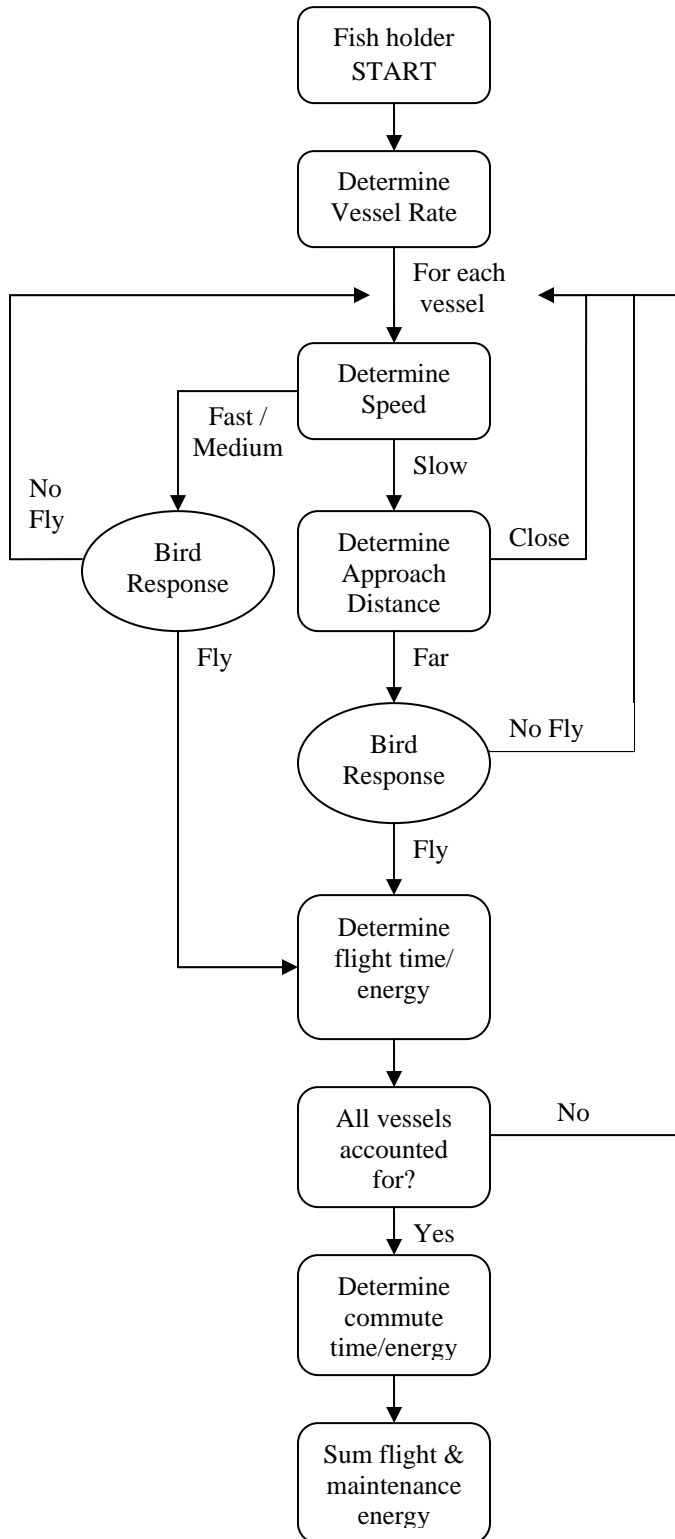 Fish holder
START
Determine
Vessel Rate
For each
vessel
Determine
Speed
Fast /
Medium
Slow
No
Fly
Bird
Response
Determine
Approach
Distance
Close
Fly
Far
Bird
Response
No Fly
Fly
Determine
flight time/
energy
All vessels
accounted
for?
No
Yes
Determine
commute
time/energy
Sum flight &
maintenance
energy